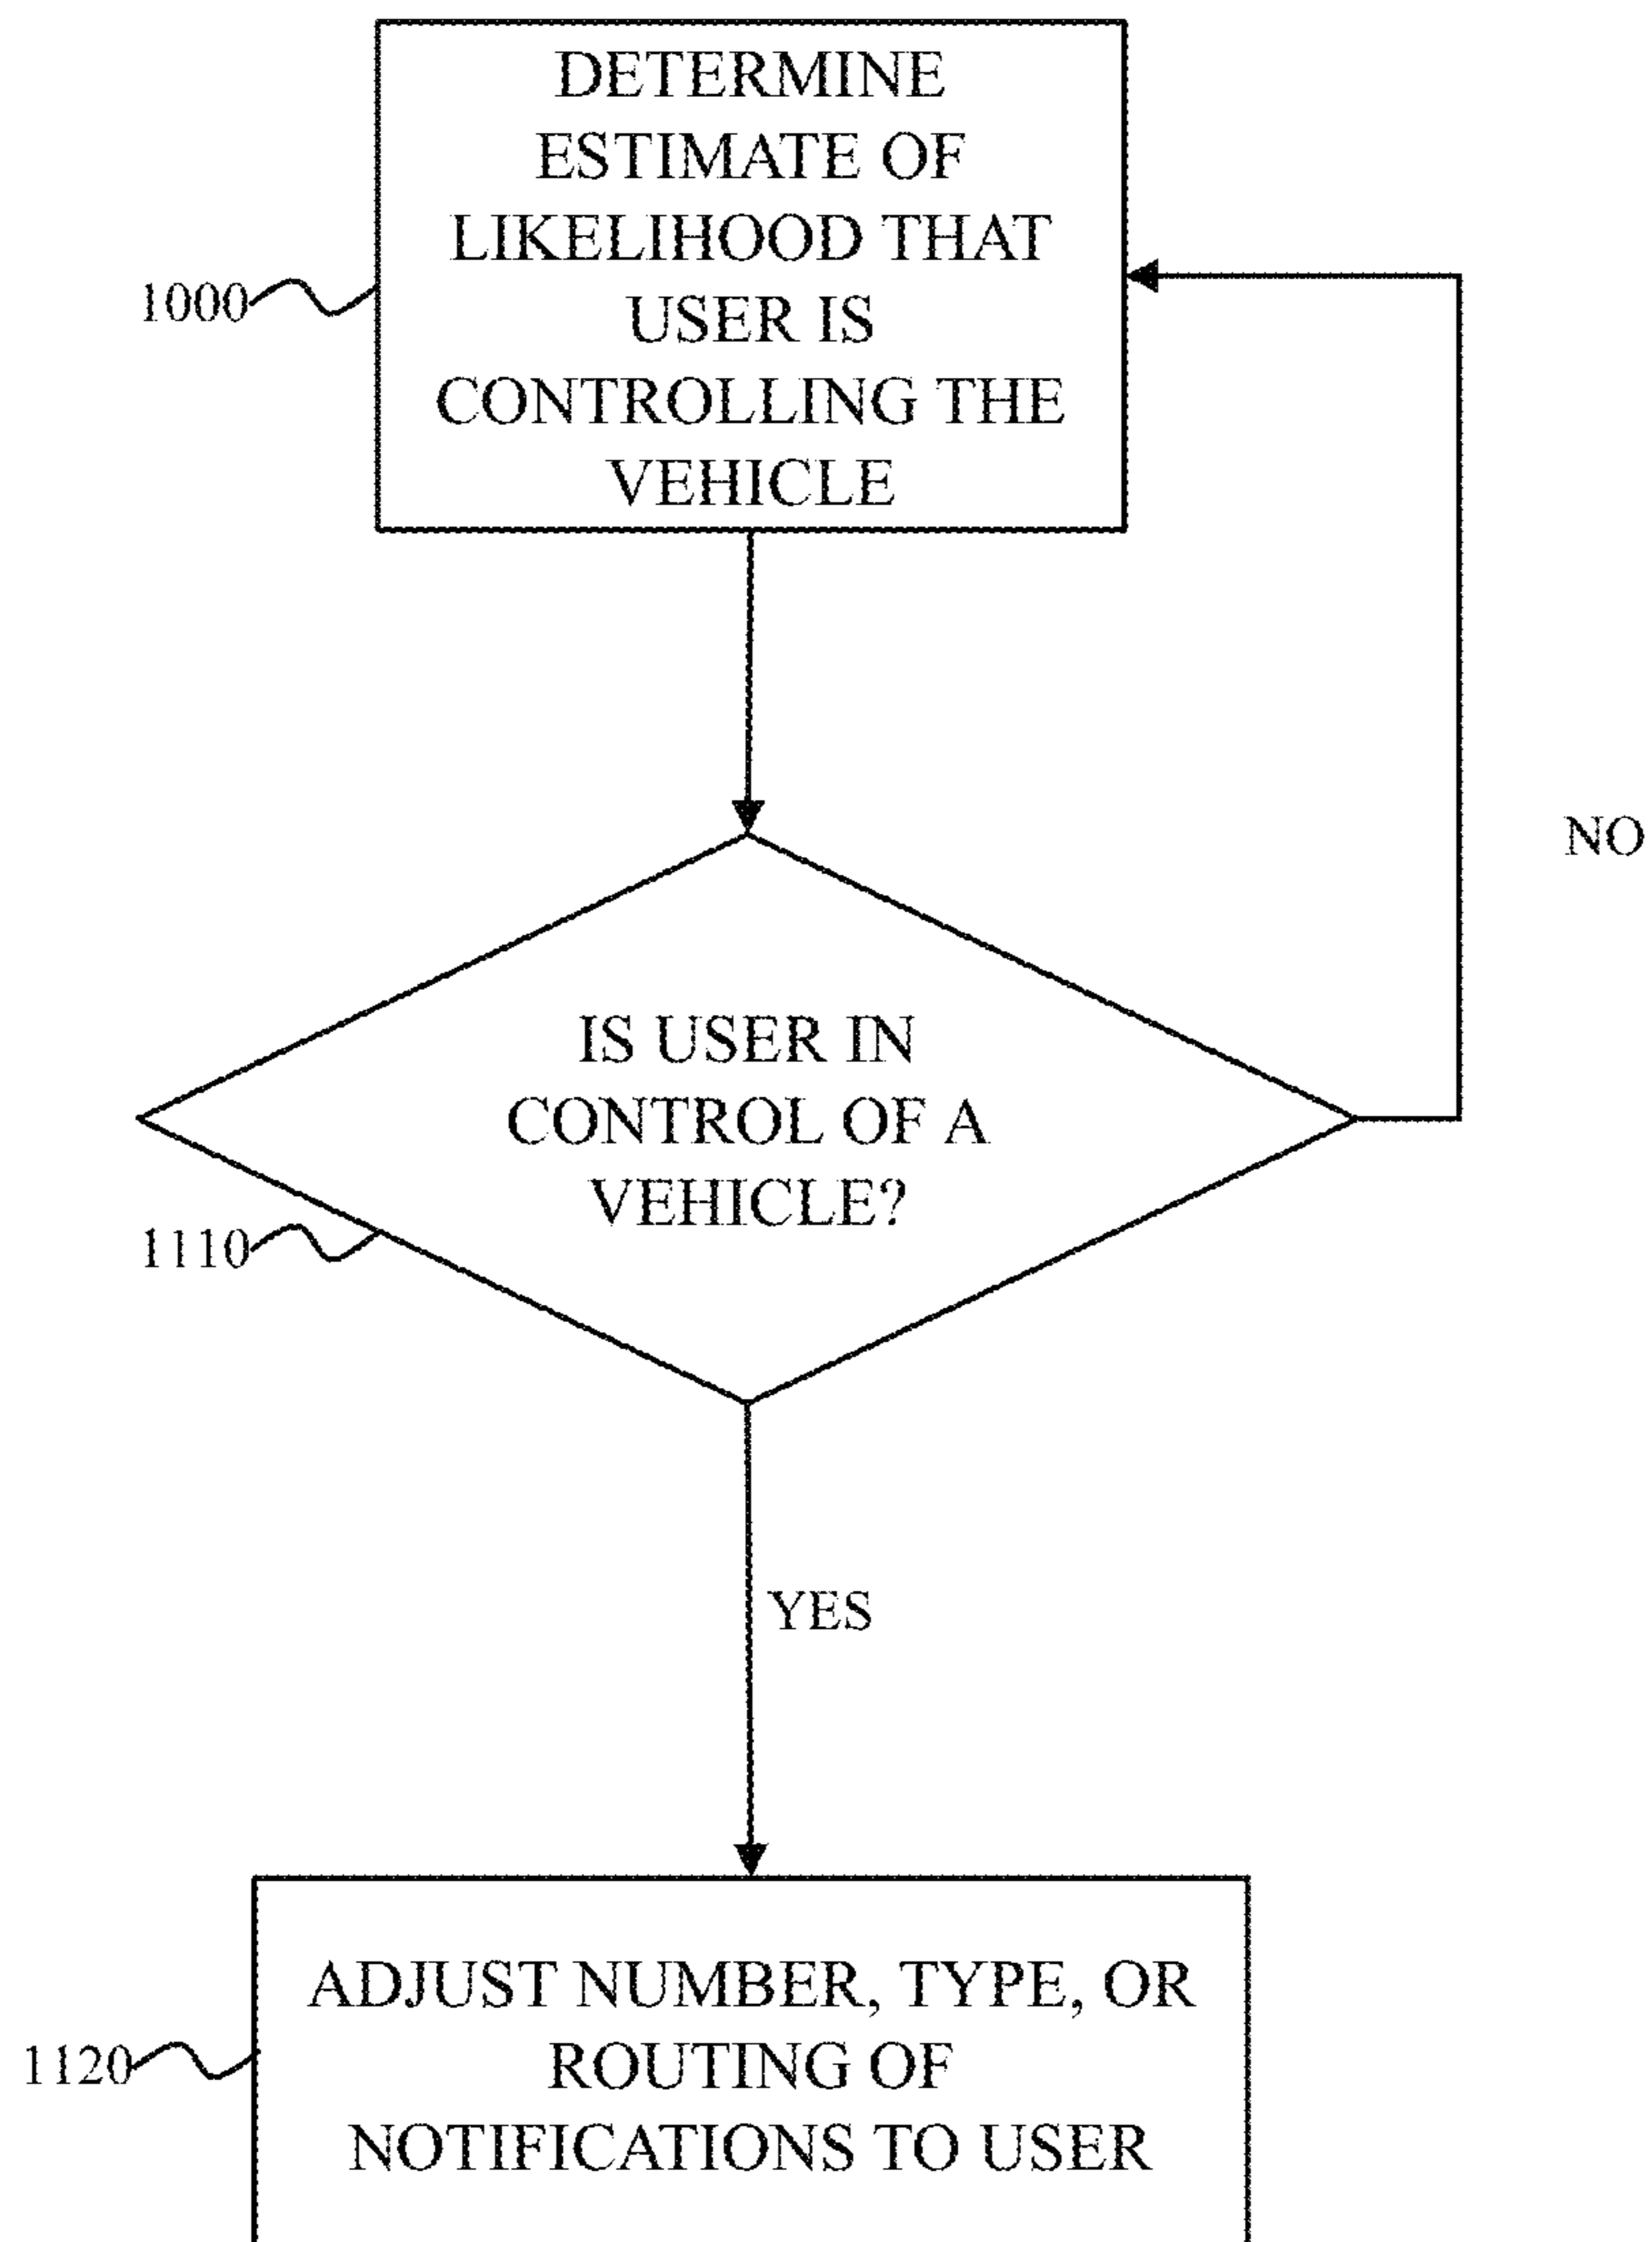 DETERMINE
ESTIMATE OF
LIKELIHOOD THAT
USER IS
CONTROLLING THE
VEHICLE
1000
NO
IS USER IN
CONTROL OF A
VEHICLE?
1110
YES
ADJUST NUMBER, TYPE, OR
ROUTING OF
NOTIFICATIONS TO USER
1120